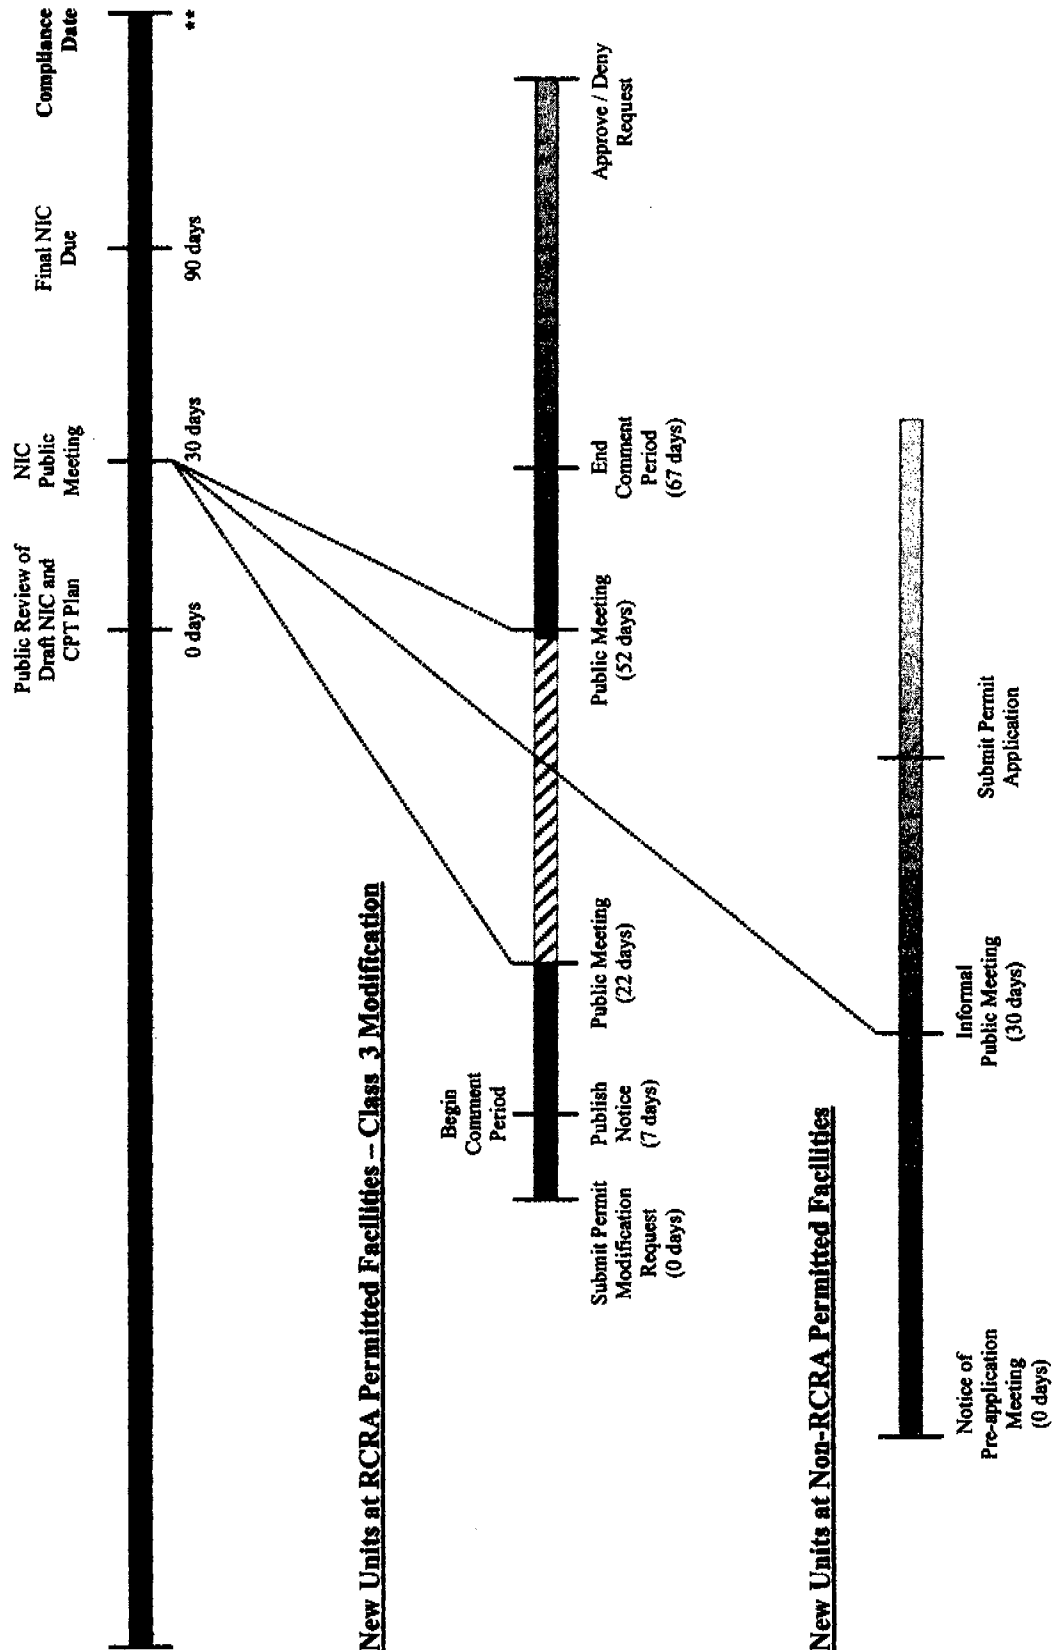 Public Review of
Draft NIC and
CPT Plan
NIC
Public
Meeting
Final NIC
Due
Compliance
Date
0 days
30 days
90 days
**
New Units at RCRA Permitted Facilities – Class 3 Modification
Begin
Comment
Period
Submit Permit
Modification
Request
(0 days)
Publish
Notice
(7 days)
Public Meeting
(22 days)
Public Meeting
(52 days)
End
Comment
Period
(67 days)
Approve / Deny
Request
New Units at Non-RCRA Permitted Facilities
Notice of
Pre-application
Meeting
(0 days)
Informal
Public Meeting
(30 days)
Submit Permit
Application